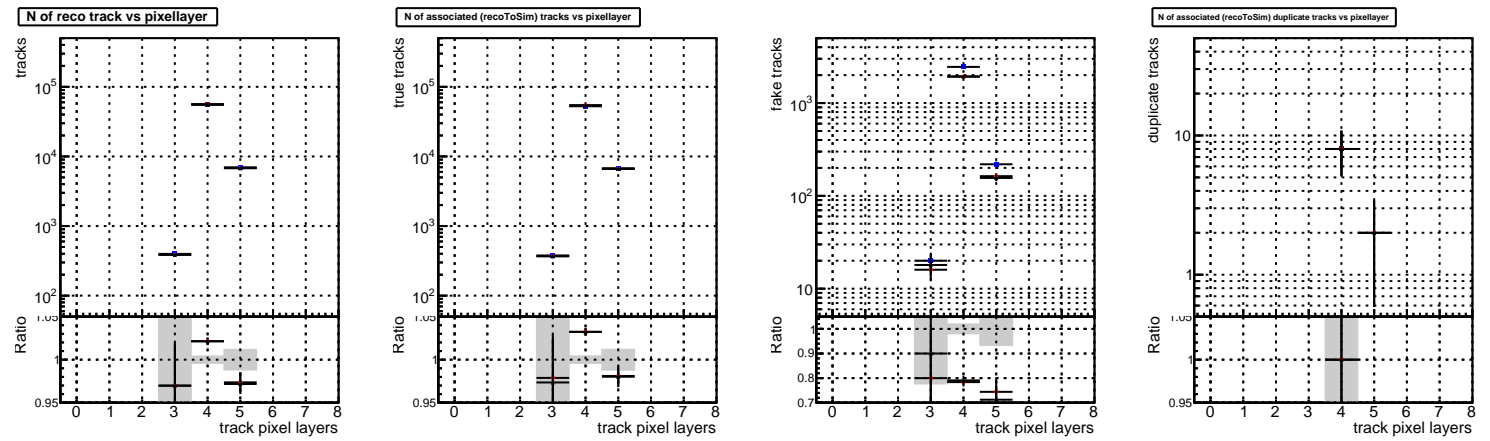 N of reco track vs pixellayer
tracks
10^5
10^4
10^3
10^2
1.05
Ratio
1
0.95
0 1 2 3 4 5 6 7 8
track pixel layers
N of associated (recoToSim) tracks vs pixellayer
true tracks
10^5
10^4
10^3
10^2
1.05
Ratio
1
0.95
0 1 2 3 4 5 6 7 8
track pixel layers
fake tracks
10^3
10^2
10
Ratio
1
0.9
0.8
0.7
0 1 2 3 4 5 6 7 8
track pixel layers
N of associated (recoToSim) duplicate tracks vs pixellayer
duplicate tracks
10
1
1.05
Ratio
1
0.95
0 1 2 3 4 5 6 7 8
track pixel layers